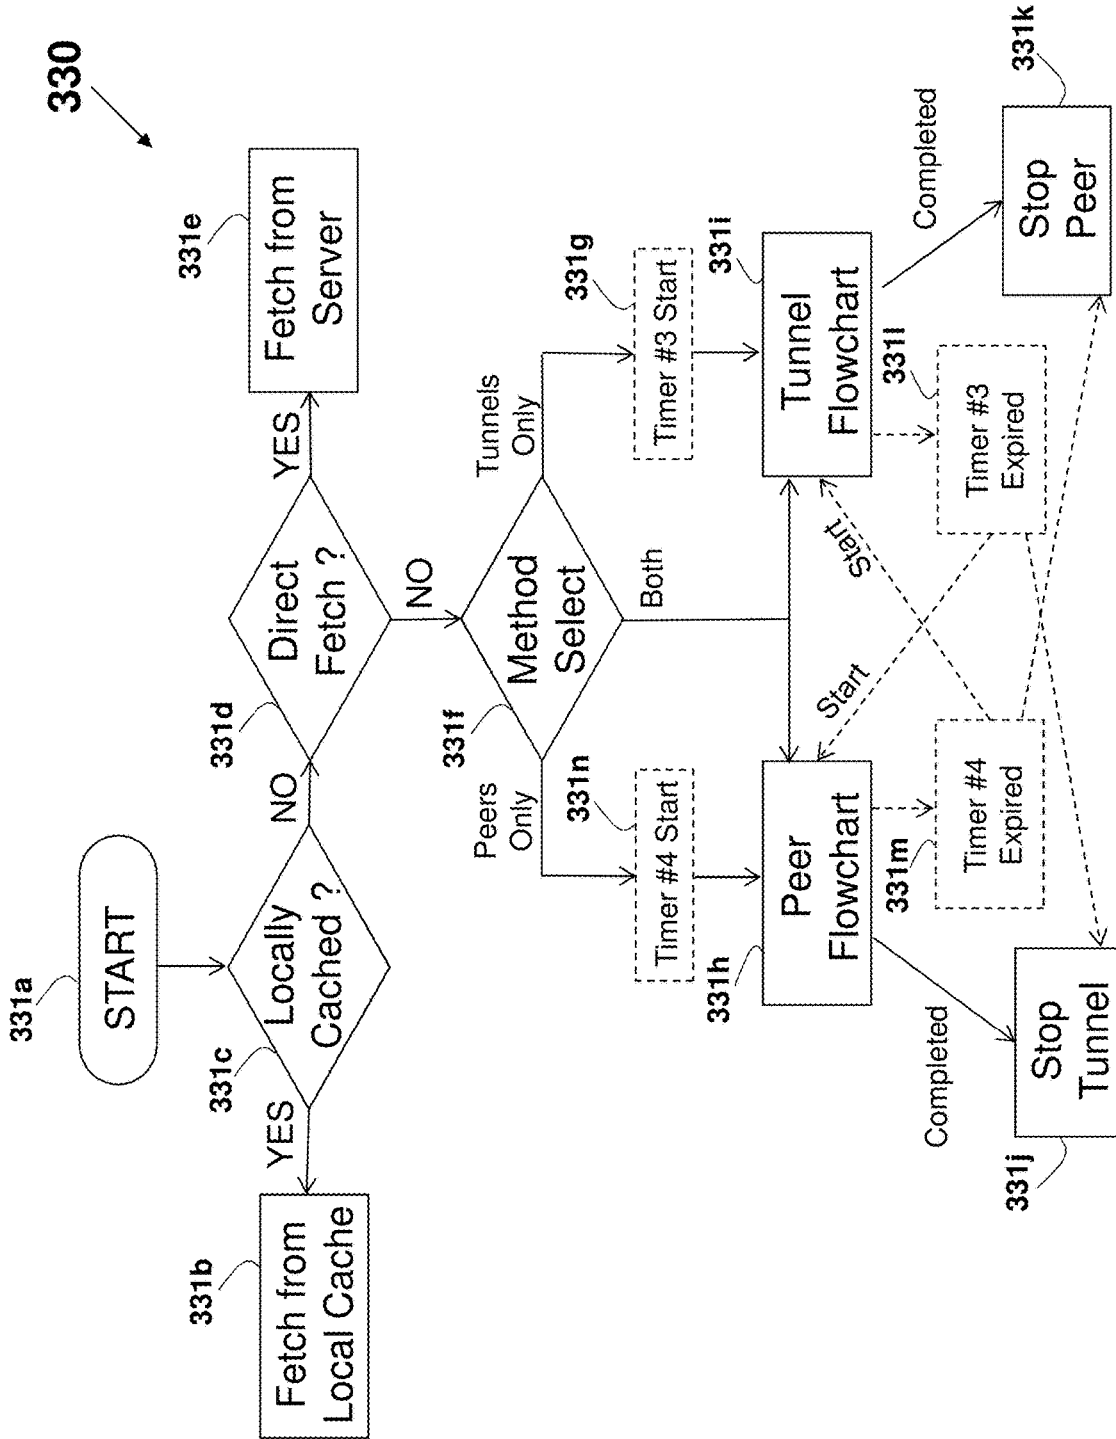 330
331a
START
331c
Locally
Cached ?
YES
NO
331b
Fetch from
Local Cache
331d
Direct
Fetch ?
YES
NO
331e
Fetch from
Server
331f
Method
Select
Peers
Only
Tunnels
Only
Both
331n
Timer #4 Start
331g
Timer #3 Start
331h
Peer
Flowchart
331i
Tunnel
Flowchart
Start
Start
331m
Timer #4
Expired
331l
Timer #3
Expired
Completed
Completed
331j
Stop
Tunnel
331k
Stop
Peer